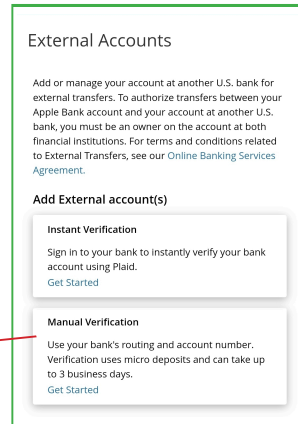 External Accounts
Add or manage your account at another U.S. bank for
external transfers. To authorize transfers between your
Apple Bank account and your account at another U.S.
bank, you must be an owner on the account at both
financial institutions. For terms and conditions related
to External Transfers, see our Online Banking Services
Agreement.
Add External account(s)
Instant Verification
Sign in to your bank to instantly verify your bank
account using Plaid.
Get Started
Manual Verification
Use your bank's routing and account number.
Verification uses micro deposits and can take up
to 3 business days.
Get Started